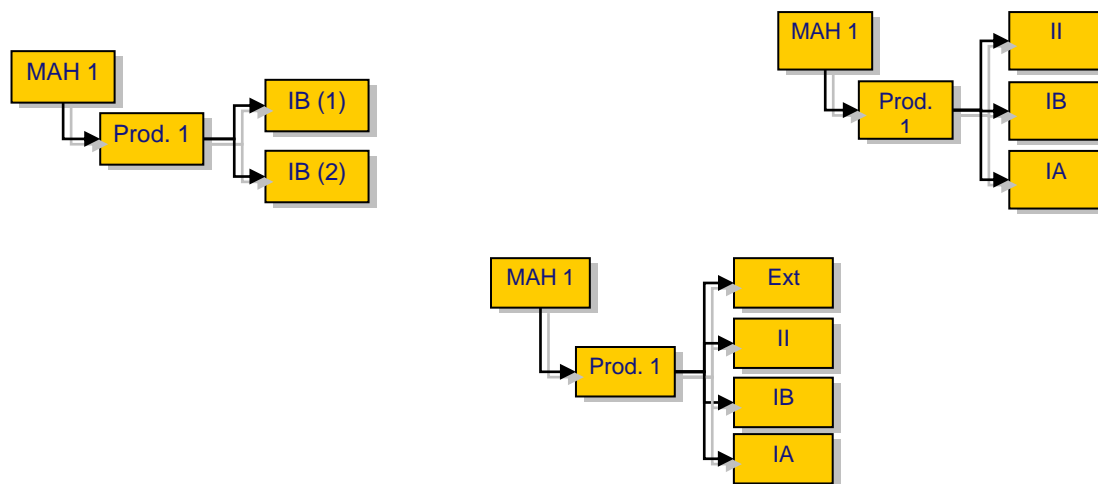 MAH 1
Prod. 1
IB (1)
IB (2)
MAH 1
Prod.
1
II
IB
IA
MAH 1
Prod. 1
Ext
II
IB
IA